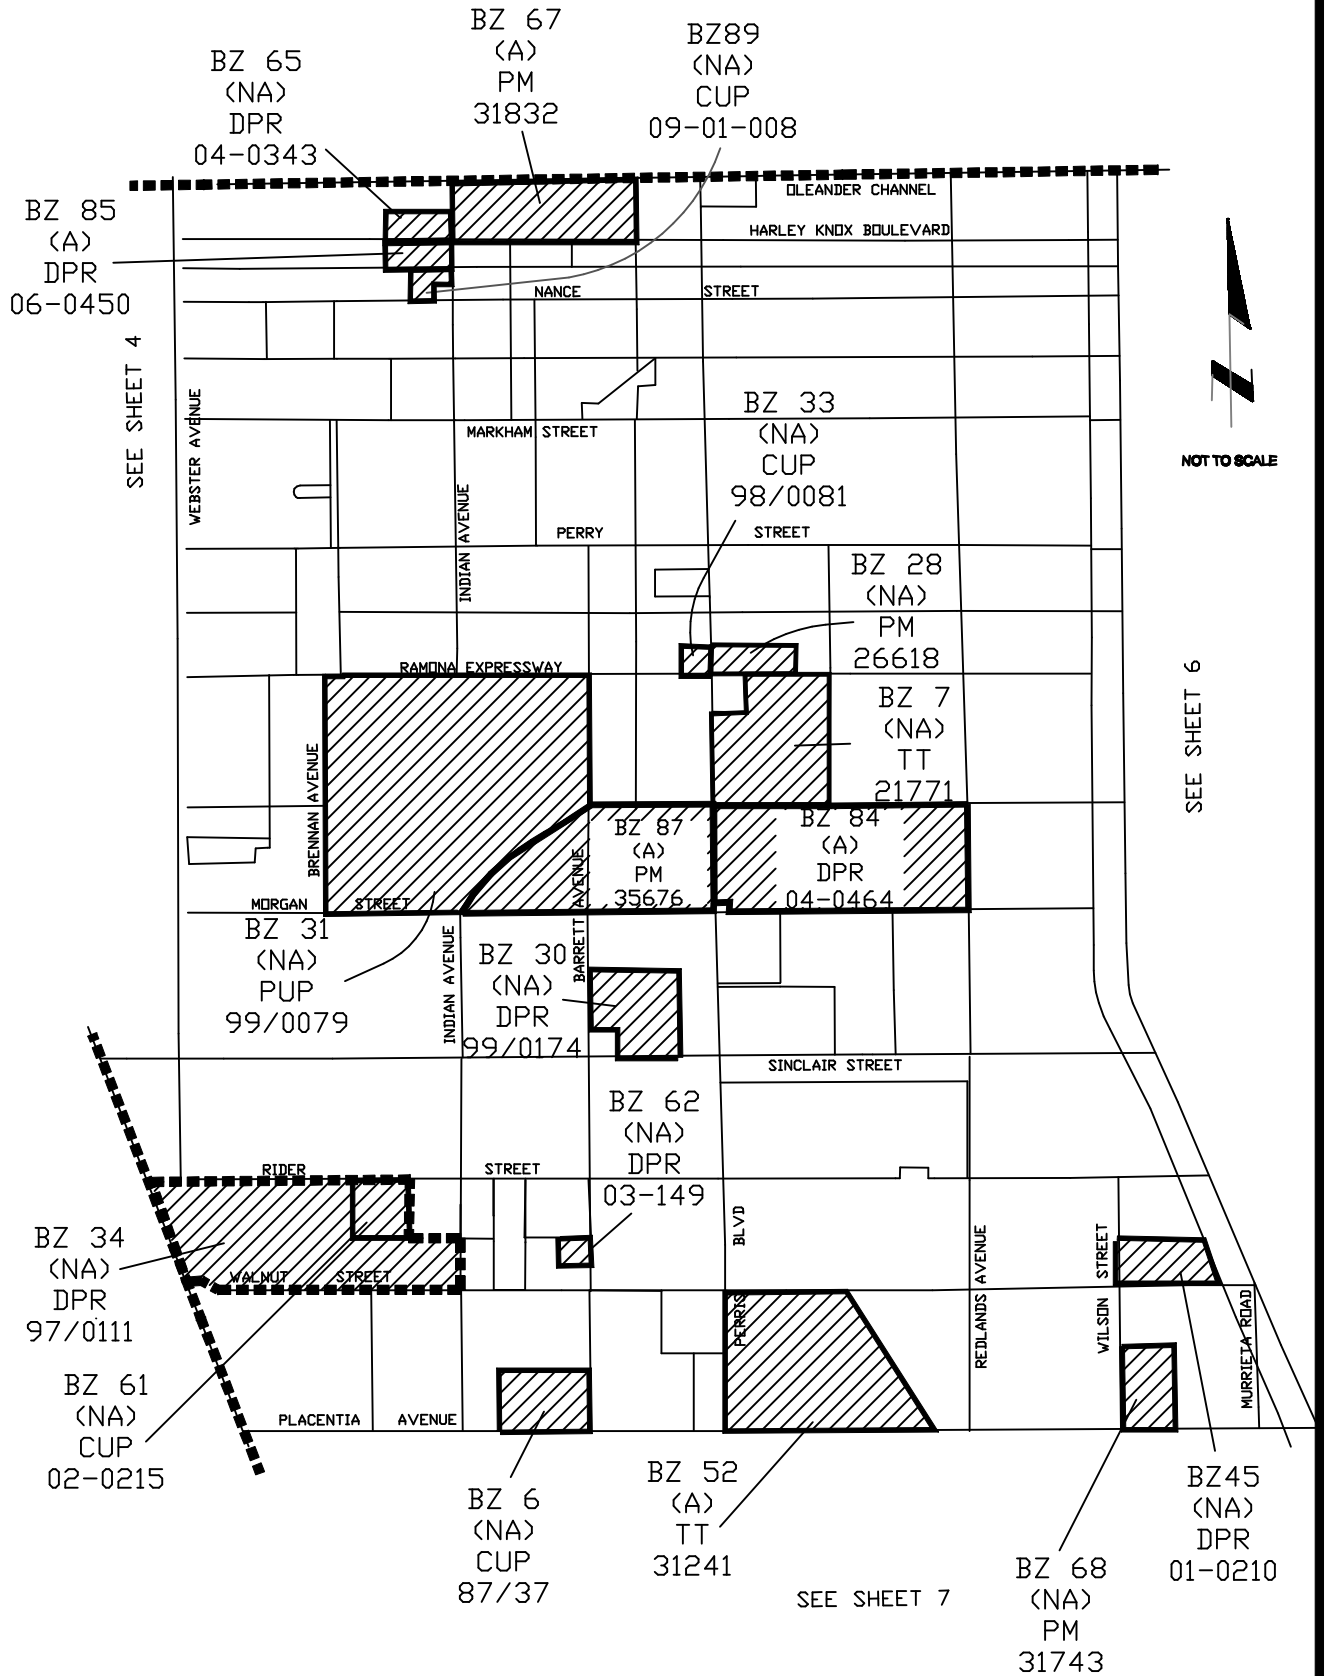 BZ 67
(A)
PM
31832
BZ89
(NA)
CUP
09-01-008
BZ 65
(NA)
DPR
04-0343
BZ 85
(A)
DPR
06-0450
OLEANDER CHANNEL
HARLEY KNOX BOULEVARD
NANCE STREET
SEE SHEET 4
WEBSTER AVENUE
MARKHAM STREET
INDIAN AVENUE
BZ 33
(NA)
CUP
98/0081
NOT TO SCALE
PERRY STREET
BZ 28
(NA)
PM
26618
RAMONA EXPRESSWAY
BZ 7
(NA)
TT
21771
SEE SHEET 6
BRENNAN AVENUE
BZ 87
(A)
PM
35676
BZ 84
(A)
DPR
04-0464
MORGAN STREET
BARRETT AVENUE
BZ 31
(NA)
PUP
99/0079
INDIAN AVENUE
BZ 30
(NA)
DPR
99/0174
SINCLAIR STREET
BZ 62
(NA)
DPR
03-149
RIDER STREET
BZ 34
(NA)
DPR
97/0111
WALNUT STREET
PERRIS BLVD
REDLANDS AVENUE
WILSON STREET
MURRIETA ROAD
BZ 61
(NA)
CUP
02-0215
PLACENTIA AVENUE
BZ 6
(NA)
CUP
87/37
BZ 52
(A)
TT
31241
BZ45
(NA)
DPR
01-0210
BZ 68
(NA)
PM
31743
SEE SHEET 7